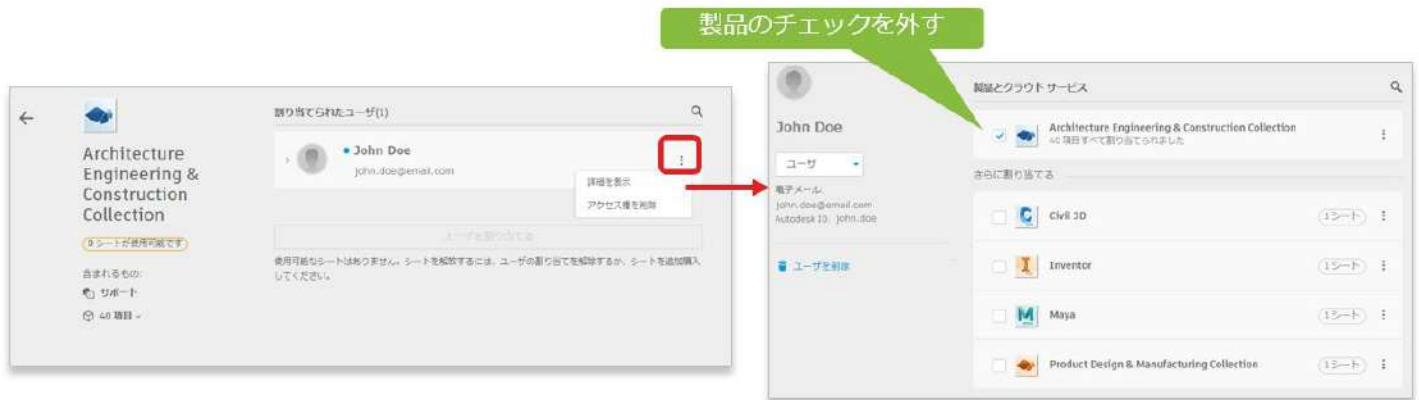 製品のチェックを外す
Architecture
Engineering &
Construction
Collection
0 シートが使用可能です
含まれるもの:
サポート
40 項目
割り当てられたユーザ(1)
John Doe
john.doe@email.com
詳細を表示
アクセス権を削除
ユーザを割り当てる
使用可能なシートはありません。シートを解放するには、ユーザの割り当てを解除するか、シートを追加購入
してください。
John Doe
ユーザ
電子メール:
john.doe@email.com
Autodesk ID: john.doe
ユーザを削除
製品とクラウド サービス
Architecture Engineering & Construction Collection
40 項目すべて割り当てられました
さらに割り当てる
Civil 3D
1シート
Inventor
1シート
Maya
1シート
Product Design & Manufacturing Collection
1シート